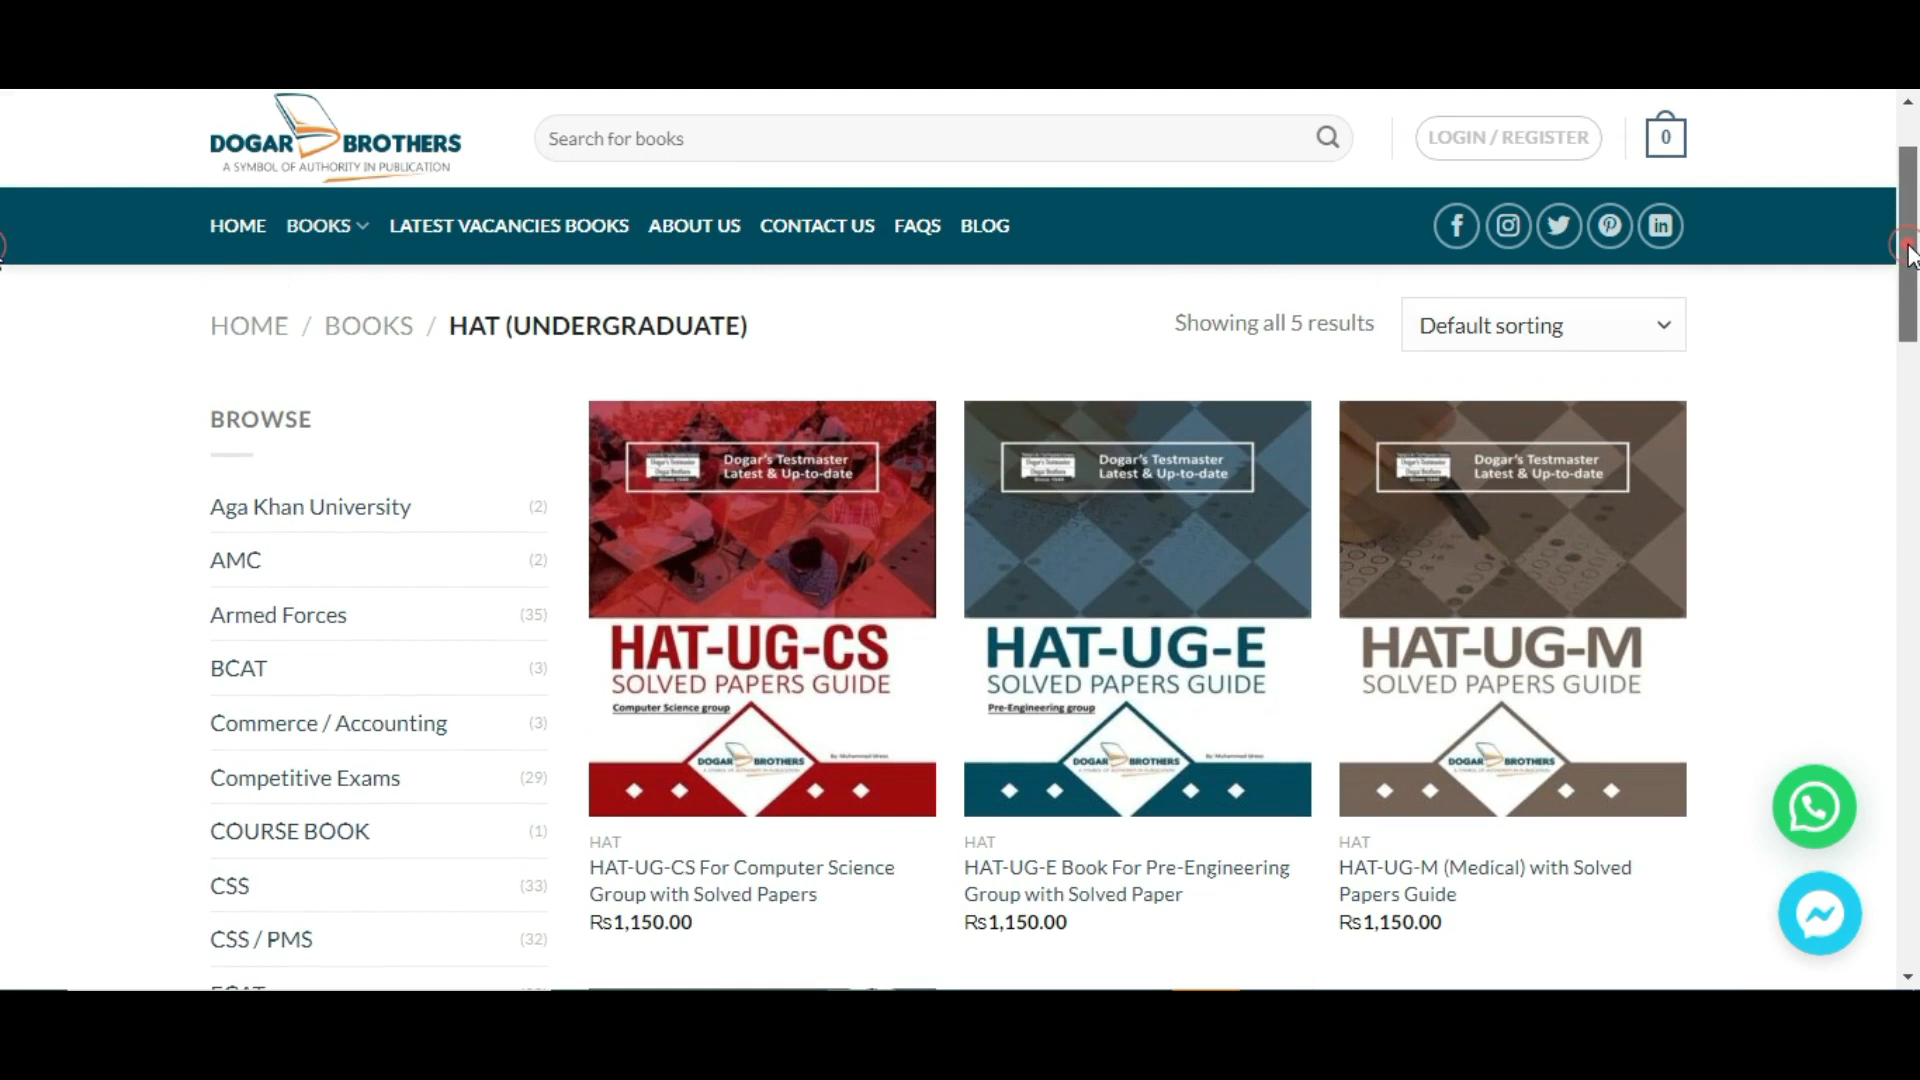 DOGAR BROTHERS
A SYMBOL OF AUTHORITY IN PUBLICATION
Search for books
LOGIN / REGISTER
0
HOME BOOKS LATEST VACANCIES BOOKS ABOUT US CONTACT US FAQS BLOG
HOME / BOOKS / HAT (UNDERGRADUATE)
Showing all 5 results
Default sorting
BROWSE
Aga Khan University (2)
AMC (2)
Armed Forces (35)
BCAT (3)
Commerce / Accounting (3)
Competitive Exams (29)
COURSE BOOK (1)
CSS (33)
CSS / PMS (32)
Dogar's Testmaster
Latest & Up-to-date
HAT-UG-CS
SOLVED PAPERS GUIDE
Computer Science group
DOGAR BROTHERS
HAT
HAT-UG-CS For Computer Science
Group with Solved Papers
₨1,150.00
Dogar's Testmaster
Latest & Up-to-date
HAT-UG-E
SOLVED PAPERS GUIDE
Pre-Engineering group
DOGAR BROTHERS
HAT
HAT-UG-E Book For Pre-Engineering
Group with Solved Paper
₨1,150.00
Dogar's Testmaster
Latest & Up-to-date
HAT-UG-M
SOLVED PAPERS GUIDE
DOGAR BROTHERS
HAT
HAT-UG-M (Medical) with Solved
Papers Guide
₨1,150.00